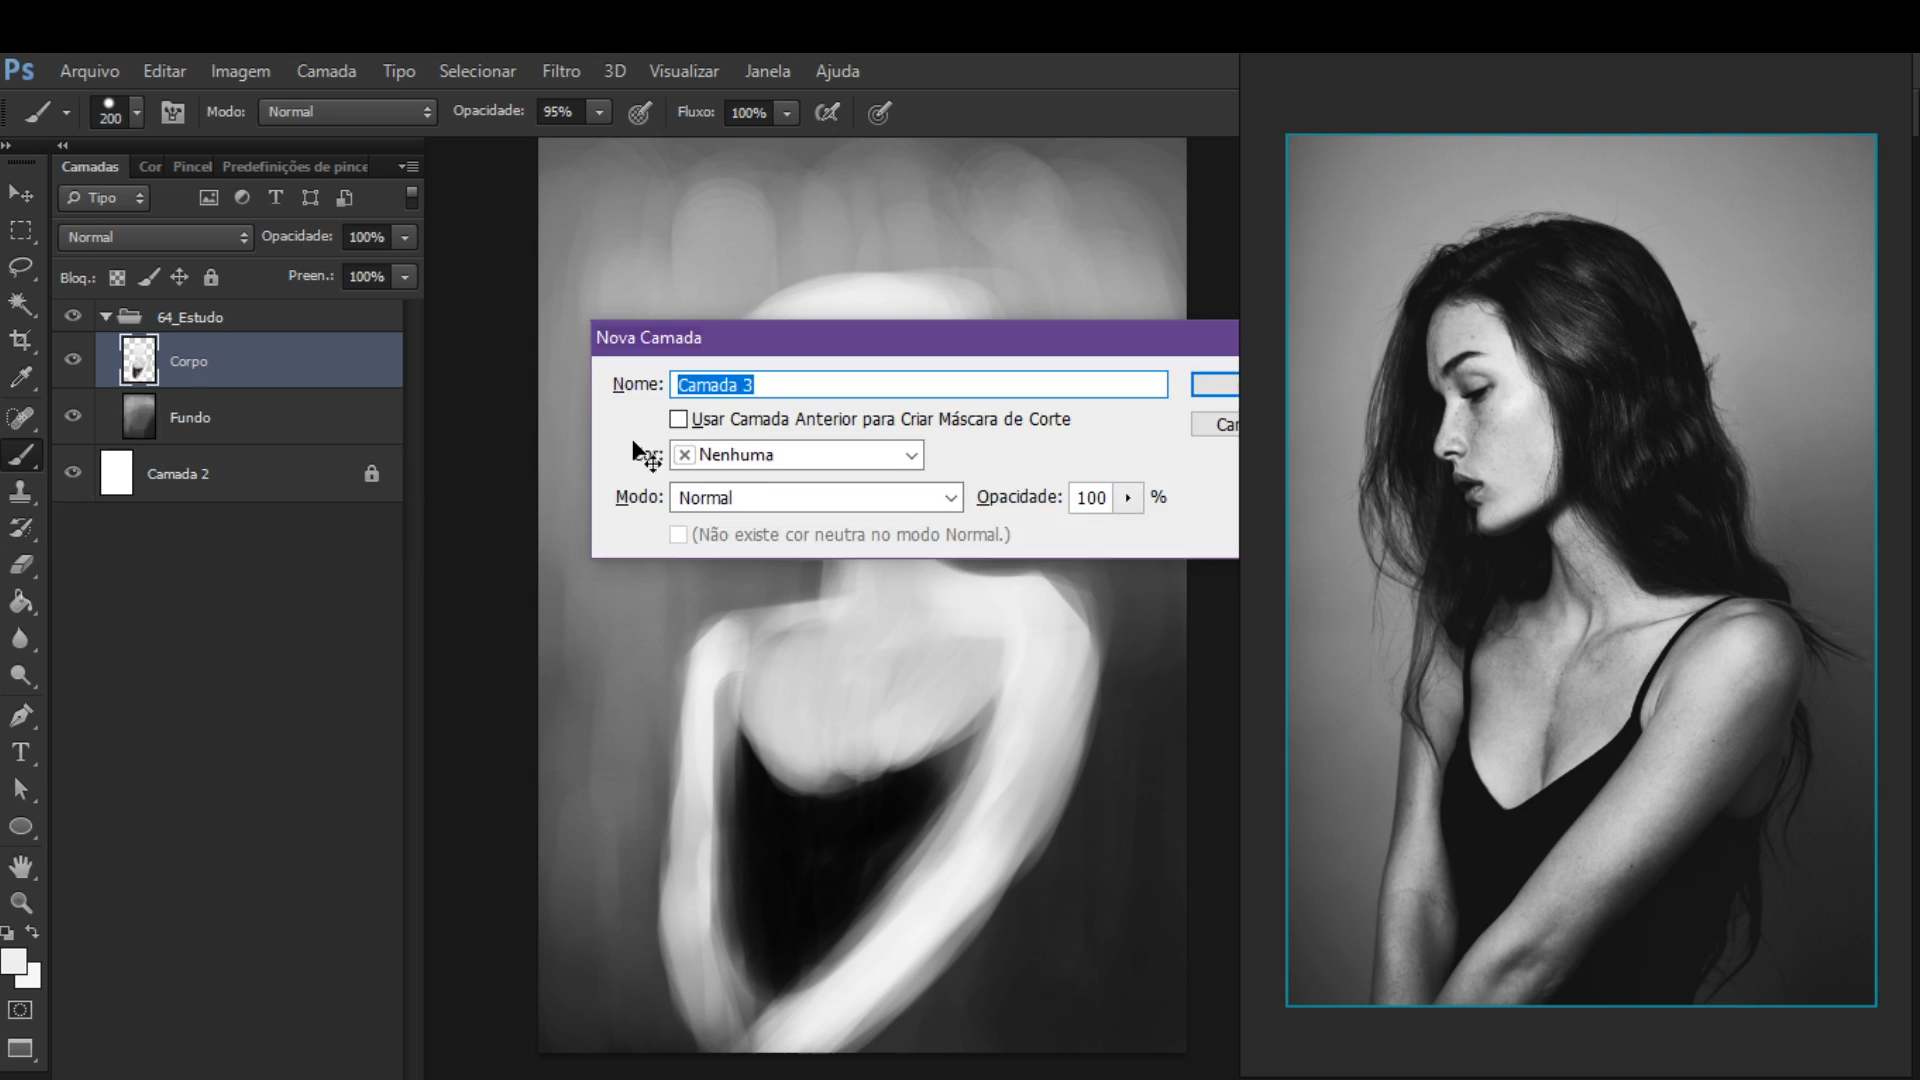 Ps Arquivo Editar Imagem Camada Tipo Selecionar Filtro 3D Visualizar Janela Ajuda
200 Modo: Normal Opacidade: 95% Fluxo: 100%
Camadas Cor Pincel Predefinições de pince
Tipo
Normal Opacidade: 100%
Bloq.: Preen.: 100%
64_Estudo
Corpo
Fundo
Camada 2
Nova Camada
Nome: Camada 3
Usar Camada Anterior para Criar Máscara de Corte
Can
Cor: Nenhuma
Modo: Normal Opacidade: 100 %
(Não existe cor neutra no modo Normal.)